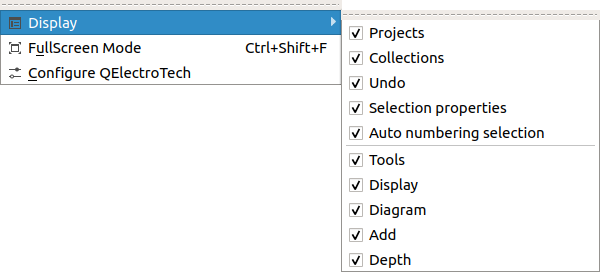 Display
FullScreen Mode Ctrl+Shift+F
Configure QElectroTech
Projects
Collections
Undo
Selection properties
Auto numbering selection
Tools
Display
Diagram
Add
Depth